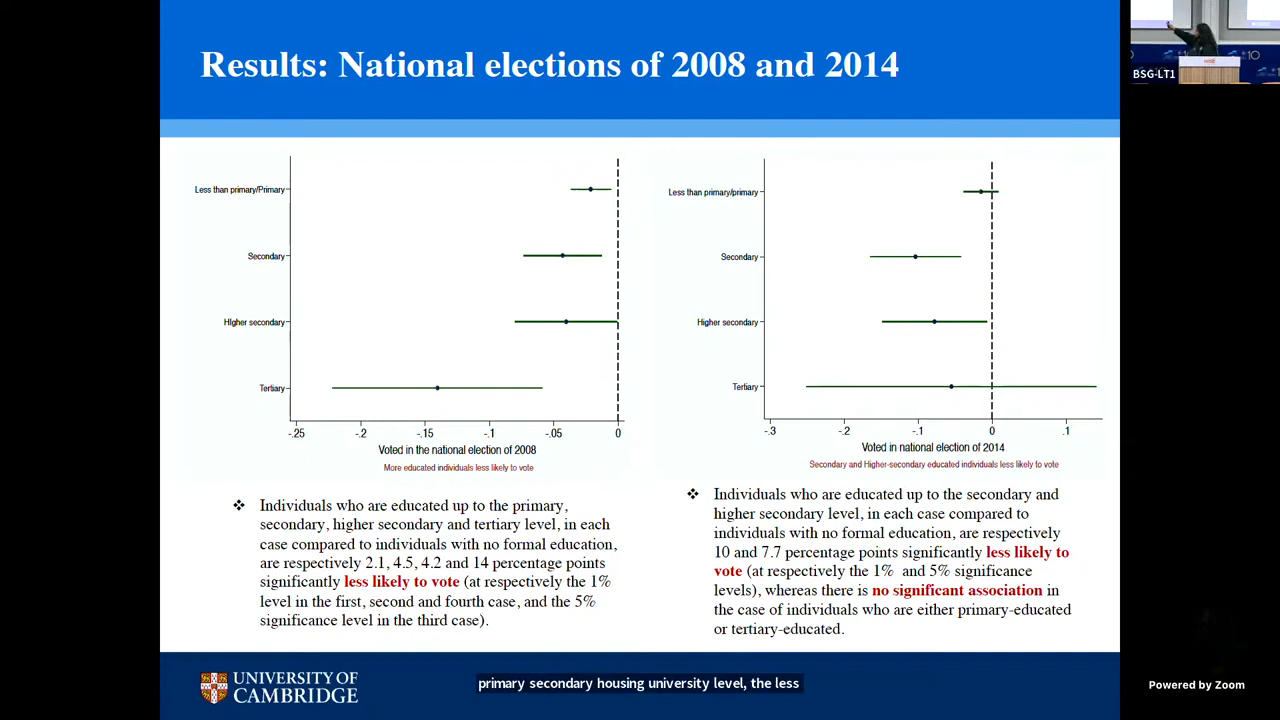 Results: National elections of 2008 and 2014
BSG-LT1
Less than primary/Primary
Secondary
HIgher secondary
Tertiary
-.25 -.2 -.15 -.1 -.05 0
Voted in the national election of 2008
More educated individuals less likely to vote
Less than primary/primary
Secondary
Higher secondary
Tertiary
-.3 -.2 -.1 0 .1
Voted in national election of 2014
Secondary and Higher-secondary educated individuals less likely to vote
❖ Individuals who are educated up to the primary,
secondary, higher secondary and tertiary level, in each
case compared to individuals with no formal education,
are respectively 2.1, 4.5, 4.2 and 14 percentage points
significantly less likely to vote (at respectively the 1%
level in the first, second and fourth case, and the 5%
significance level in the third case).
❖ Individuals who are educated up to the secondary and
higher secondary level, in each case compared to
individuals with no formal education, are respectively
10 and 7.7 percentage points significantly less likely to
vote (at respectively the 1% and 5% significance
levels), whereas there is no significant association in
the case of individuals who are either primary-educated
or tertiary-educated.
UNIVERSITY OF
CAMBRIDGE
primary secondary housing university level, the less
Powered by Zoom